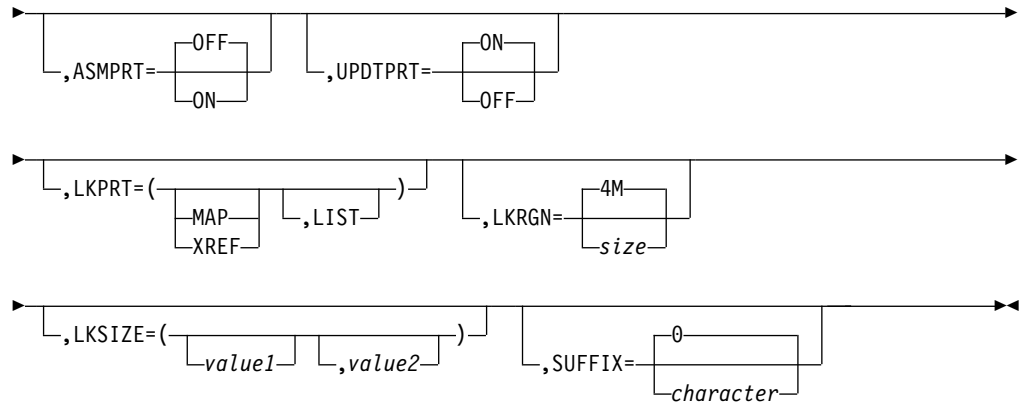 OFF
,ASMPRT=
ON
ON
,UPDTPRT=
OFF
,LKPRT=( )
MAP
XREF
,LIST
4M
,LKRGN=
size
,LKSIZE=( )
value1
,value2
0
,SUFFIX=
character